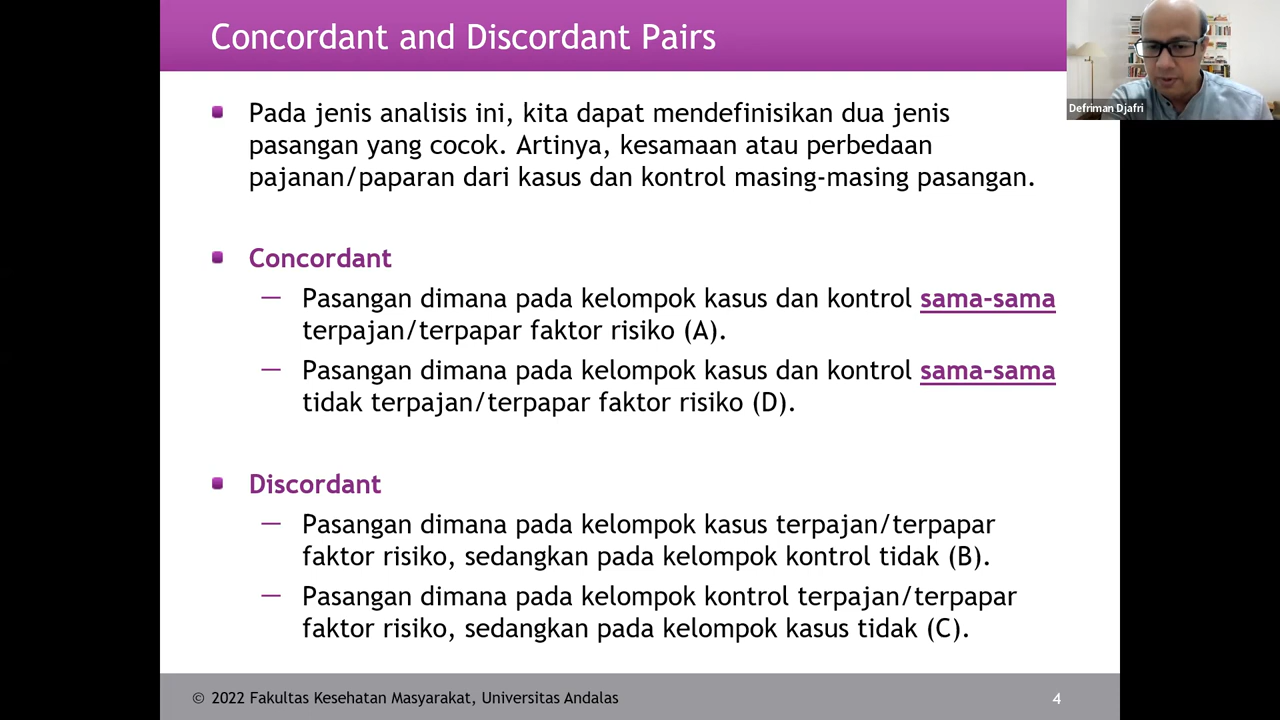 Concordant and Discordant Pairs
Defriman Djafri
Pada jenis analisis ini, kita dapat mendefinisikan dua jenis
pasangan yang cocok. Artinya, kesamaan atau perbedaan
pajanan/paparan dari kasus dan kontrol masing-masing pasangan.
Concordant
— Pasangan dimana pada kelompok kasus dan kontrol sama-sama
terpajan/terpapar faktor risiko (A).
— Pasangan dimana pada kelompok kasus dan kontrol sama-sama
tidak terpajan/terpapar faktor risiko (D).
Discordant
— Pasangan dimana pada kelompok kasus terpajan/terpapar
faktor risiko, sedangkan pada kelompok kontrol tidak (B).
— Pasangan dimana pada kelompok kontrol terpajan/terpapar
faktor risiko, sedangkan pada kelompok kasus tidak (C).
© 2022 Fakultas Kesehatan Masyarakat, Universitas Andalas
4